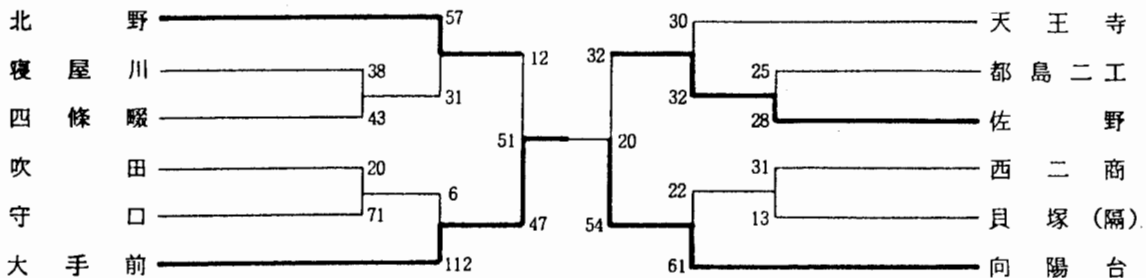 北野 57 30 天王寺
12 32
寝屋川 38 25 都島二工
31 32
四條畷 43 28 佐野
51 20
吹田 20 31 西二商
6 22
守口 71 13 貝塚(隔)
47 54
大手前 112 61 向陽台